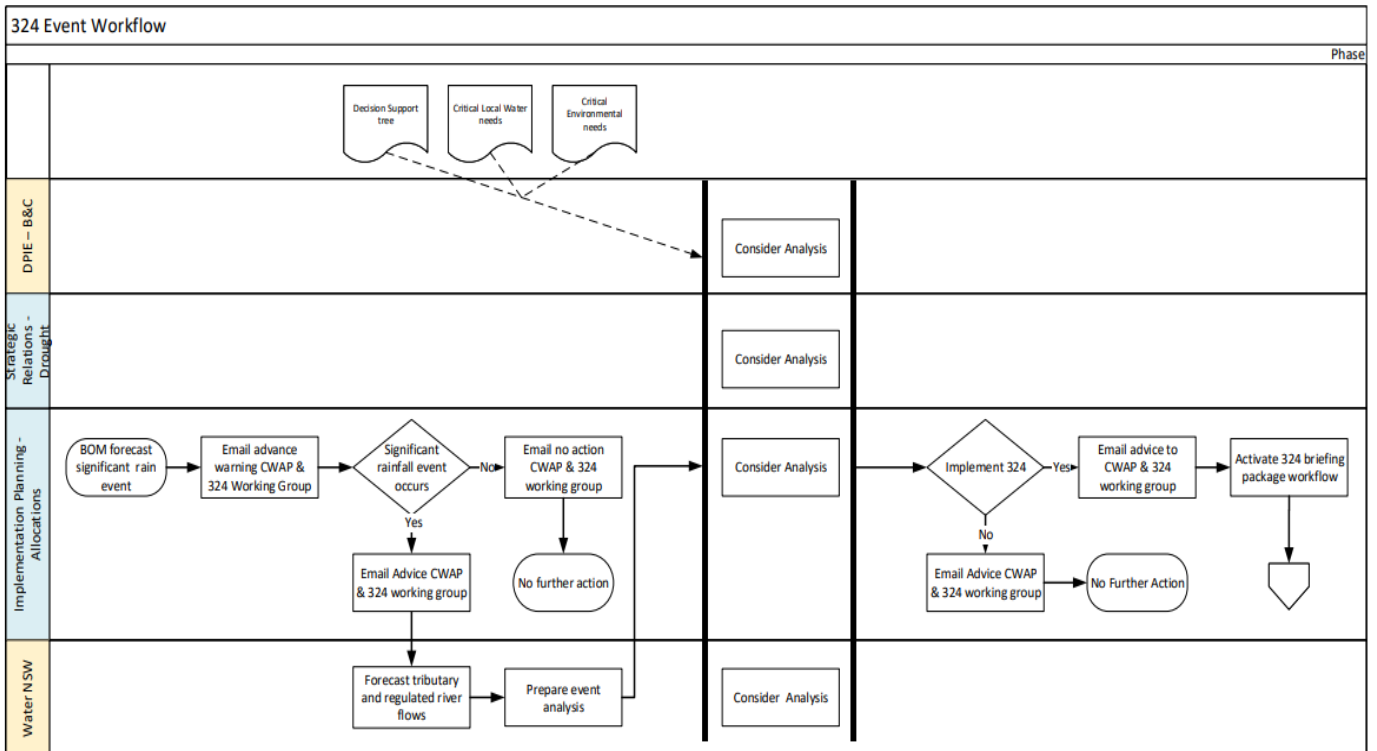 324 Event Workflow
Phase
Decision Support
tree
Critical Local Water
needs
Critical
Environmental
needs
DPIE – B&C
Consider Analysis
Strategic
Relations -
Drought
Consider Analysis
Implementation Planning -
Allocations
BOM forecast
significant rain
event
Email advance
warning CWAP &
324 Working Group
Significant
rainfall event
occurs
No
Email no action
CWAP & 324
working group
Consider Analysis
Implement 324
Yes
Email advice to
CWAP & 324
working group
Activate 324 briefing
package workflow
Yes
No
Email Advice CWAP
& 324 working group
No further action
Email Advice CWAP
& 324 working group
No Further Action
Water NSW
Forecast tributary
and regulated river
flows
Prepare event
analysis
Consider Analysis